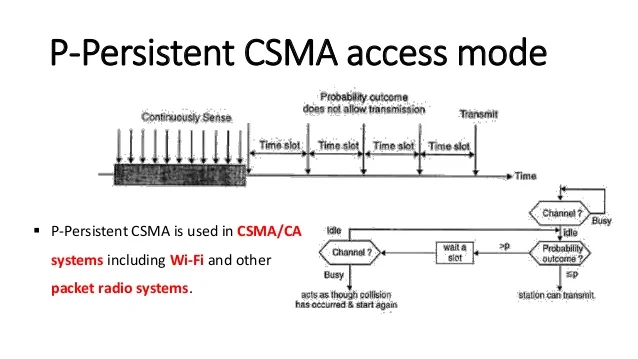 P-Persistent CSMA access mode
Probability outcome
does not allow transmission
Continuously Sense
Transmit
Time slot
Time slot
Time slot
Time slot
Time
Channel ?
Busy
Idle
Idle
▪ P-Persistent CSMA is used in CSMA/CA
systems including Wi-Fi and other
packet radio systems.
Channel ?
wait a
slot
>p
Probability
outcome ?
Busy
≤p
acts as though collision
has occurred & start again
station can transmit.